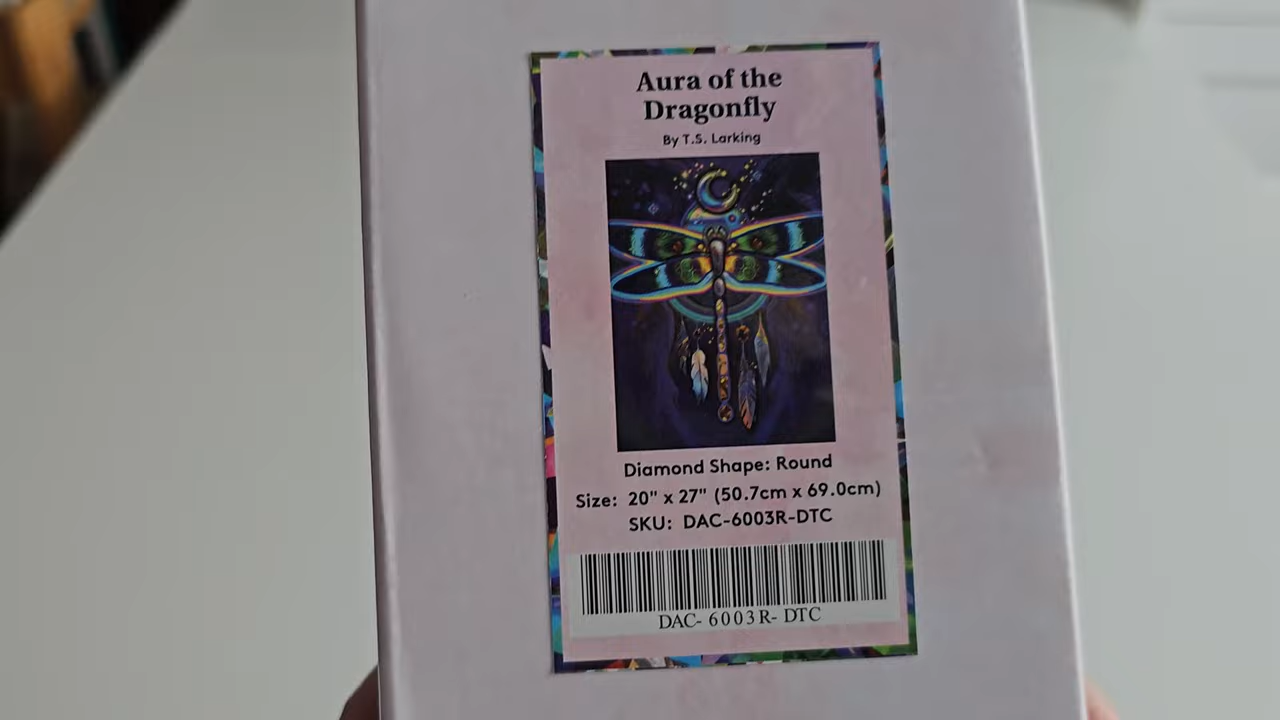 Aura of the
Dragonfly
By T.S. Larking
Diamond Shape: Round
Size: 20" x 27" (50.7cm x 69.0cm)
SKU: DAC-6003R-DTC
DAC- 6003R- DTC